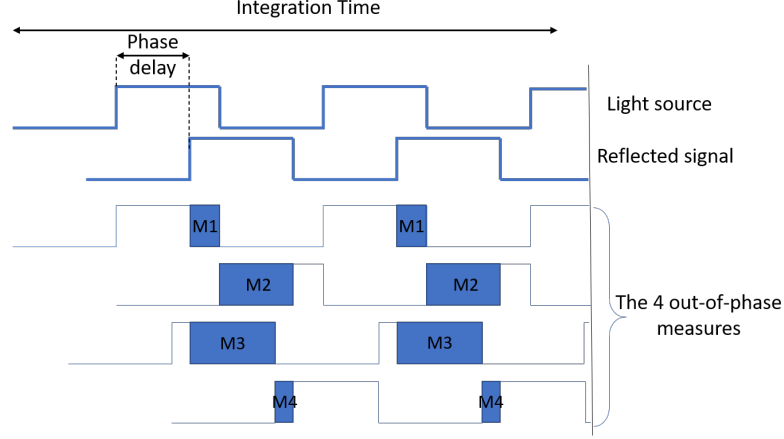 Integration Time
Phase
delay
Light source
Reflected signal
M1
M1
M2
M2
The 4 out-of-phase
measures
M3
M3
M4
M4